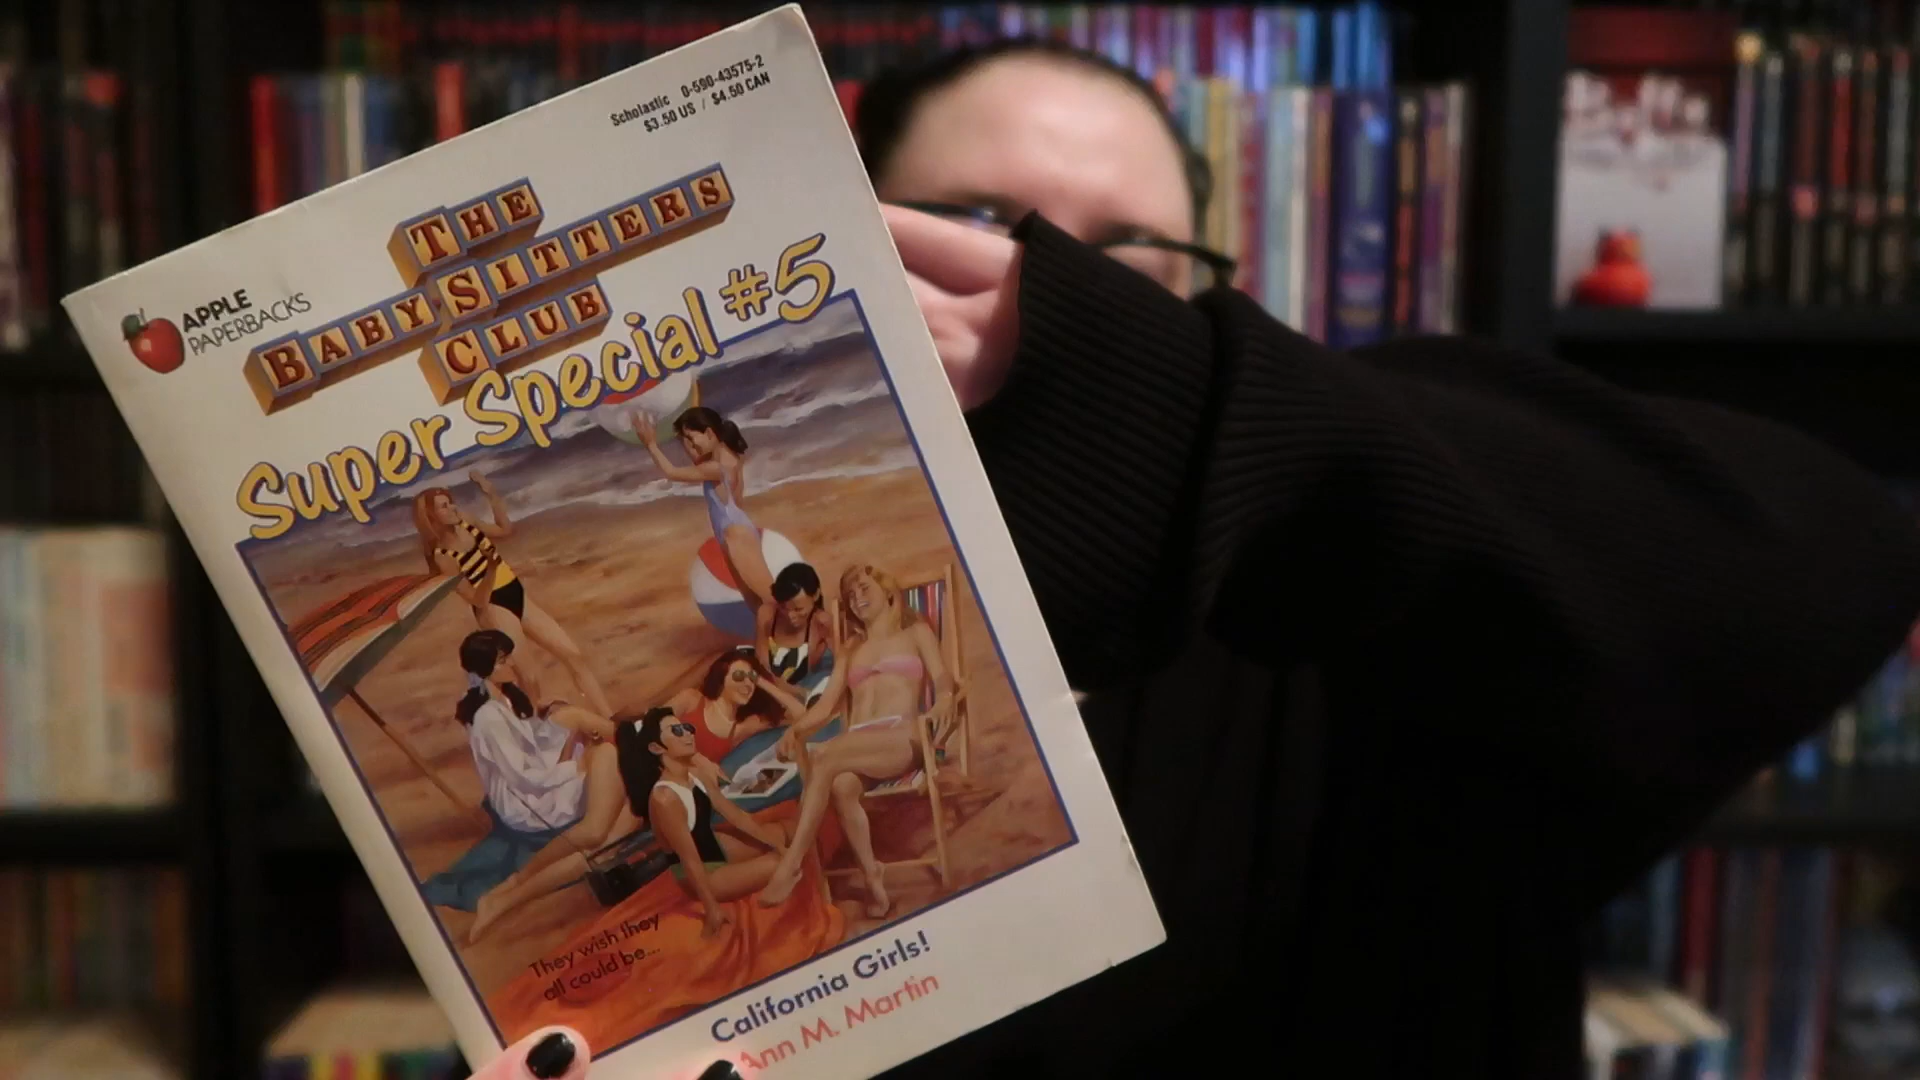 Scholastic 0-590-43575-2
$3.50 US / $4.50 CAN
APPLE
PAPERBACKS
THE
BABY SITTERS
CLUB
Super Special #5
They wish they
all could be...
California Girls!
Ann M. Martin